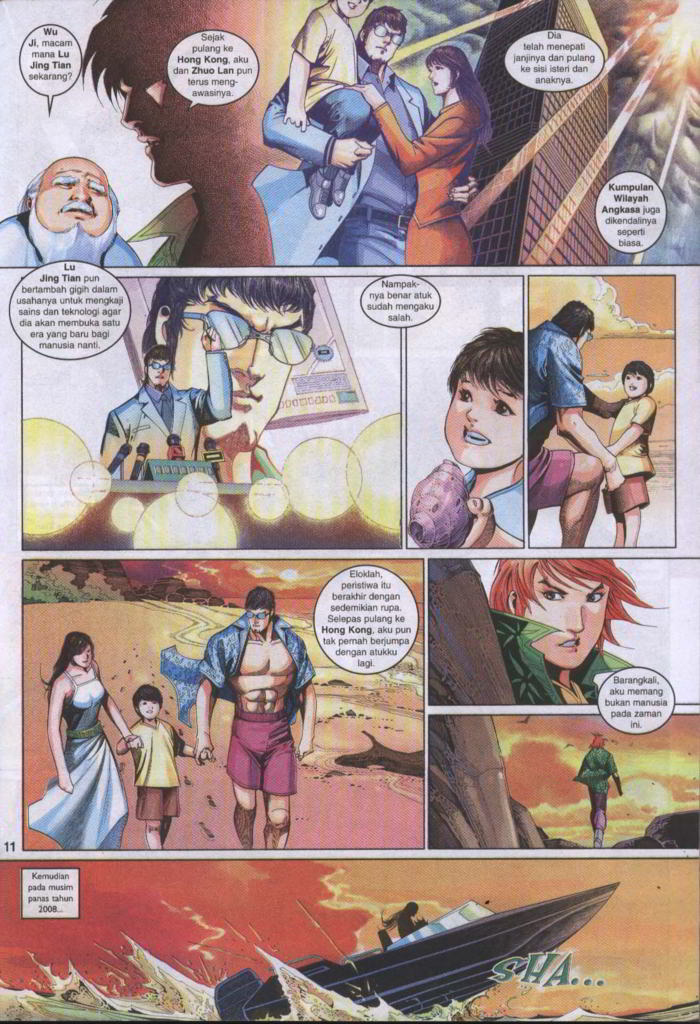 Wu
Ji, macam
mana Lu
Jing Tian
sekarang?
Sejak
pulang ke
Hong Kong, aku
dan Zhuo Lan pun
terus meng-
awasinya.
Dia
telah menepati
janjinya dan pulang
ke sisi isteri dan
anaknya.
Kumpulan
Wilayah
Angkasa juga
dikendalinya
seperti
biasa.
Lu
Jing Tian pun
bertambah gigih dalam
usahanya untuk mengkaji
sains dan teknologi agar
dia akan membuka satu
era yang baru bagi
manusia nanti.
Nampak-
nya benar atuk
sudah mengaku
salah.
Eloklah,
peristiwa itu
berakhir dengan
sedemikian rupa.
Selepas pulang ke
Hong Kong, aku pun
tak pernah berjumpa
dengan atukku
lagi.
Barangkali,
aku memang
bukan manusia
pada zaman
ini.
11
Kemudian
pada musim
panas tahun
2008...
SHA...